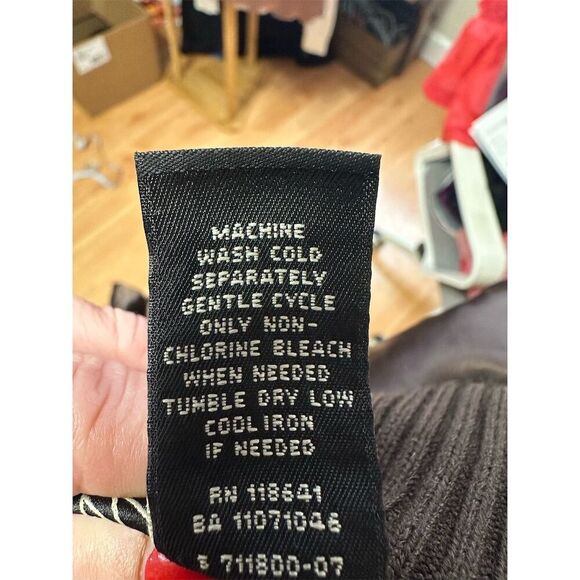 MACHINE
WASH COLD
SEPARATELY
GENTLE CYCLE
ONLY NON-
CHLORINE BLEACH
WHEN NEEDED
TUMBLE DRY LOW
COOL IRON
IF NEEDED
RN 118641
BA 11071046
711800-07